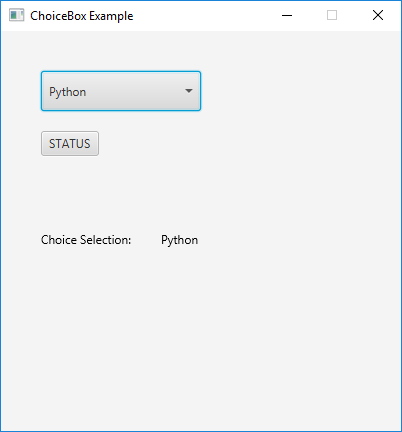 ChoiceBox Example
Python
STATUS
Choice Selection: Python